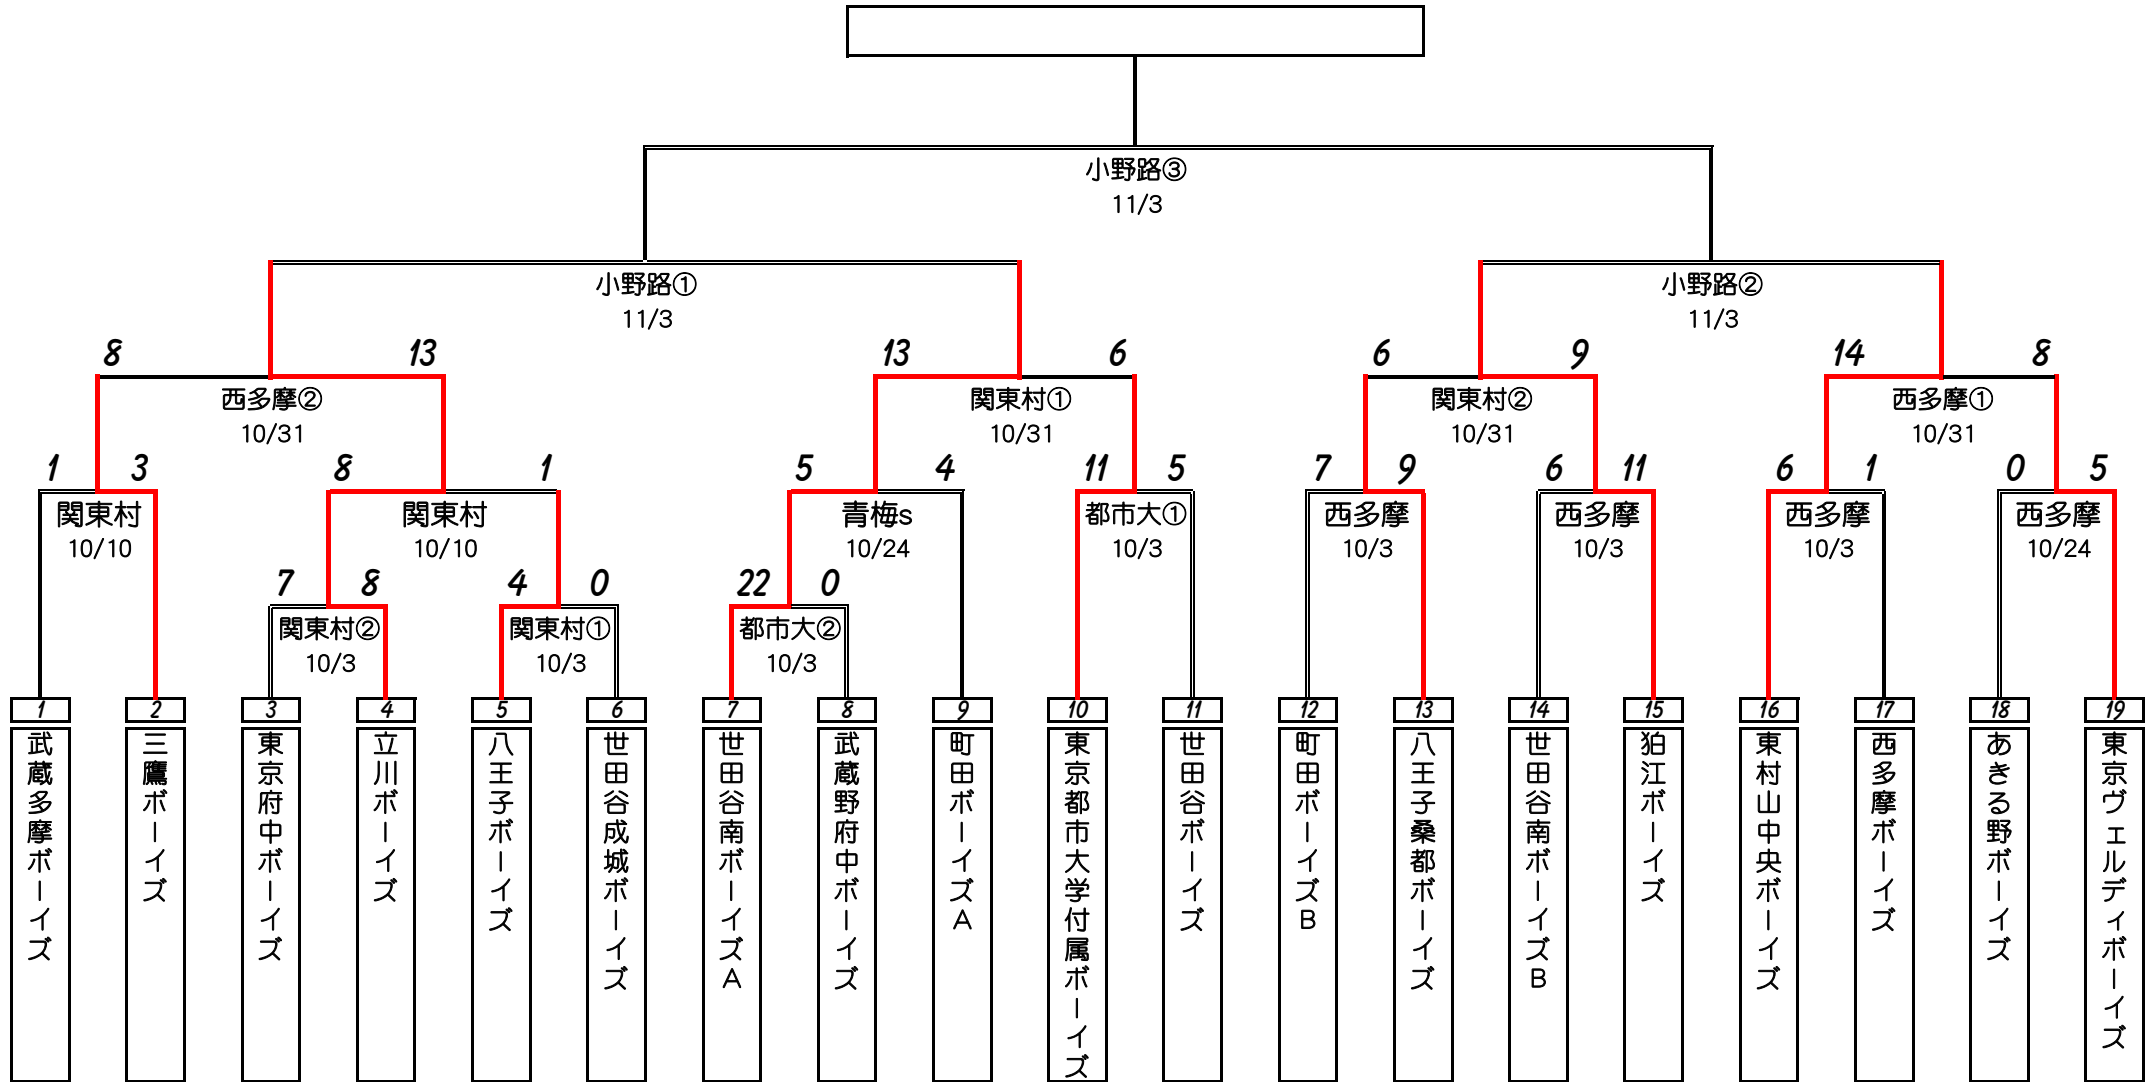 小野路③
11/3
小野路① 小野路②
11/3 11/3
8 13 13 6 6 9 14 8
西多摩② 関東村① 関東村② 西多摩①
10/31 10/31 10/31 10/31
1 3 8 1 5 4 11 5 7 9 6 11 6 1 0 5
関東村 関東村 青梅s 都市大① 西多摩 西多摩 西多摩 西多摩
10/10 10/10 10/24 10/3 10/3 10/3 10/3 10/24
7 8 4 0 22 0
関東村② 関東村① 都市大②
10/3 10/3 10/3
1 2 3 4 5 6 7 8 9 10 11 12 13 14 15 16 17 18 19
武蔵多摩ボーイズ
三鷹ボーイズ
東京府中ボーイズ
立川ボーイズ
八王子ボーイズ
世田谷成城ボーイズ
世田谷南ボーイズA
武蔵野府中ボーイズ
町田ボーイズA
東京都市大学付属ボーイズ
世田谷ボーイズ
町田ボーイズB
八王子桑都ボーイズ
世田谷南ボーイズB
狛江ボーイズ
東村山中央ボーイズ
西多摩ボーイズ
あきる野ボーイズ
東京ヴェルディボーイズ